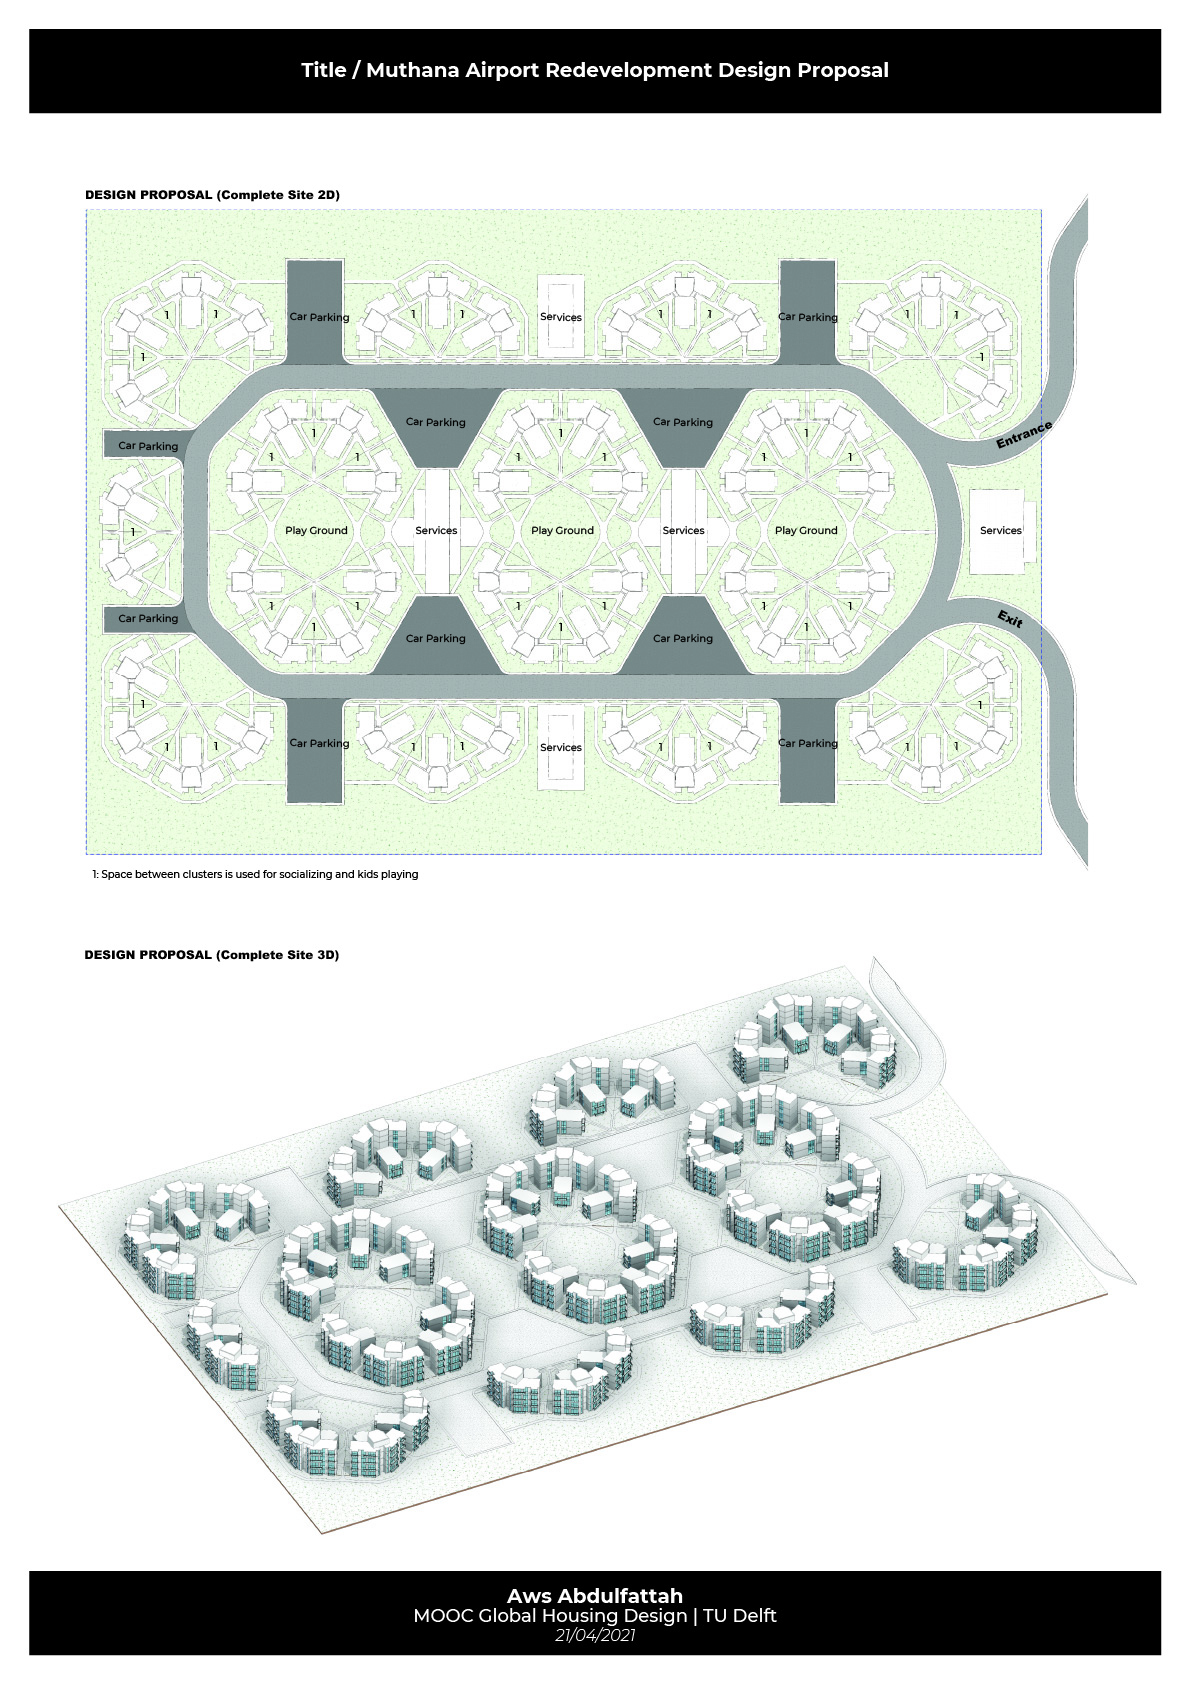 Title / Muthana Airport Redevelopment Design Proposal
DESIGN PROPOSAL (Complete Site 2D)
Car Parking
Services
Car Parking
1 1
1 1
1 1
1 1
1
1
Car Parking
Car Parking
Entrance
1
1
1
Car Parking
1 1
1 1
1 1
1
Play Ground
Services
Play Ground
Services
Play Ground
Services
1 1
1 1
1 1
Car Parking
Exit
1
1
1
Car Parking
Car Parking
1
1
Car Parking
Services
Car Parking
1 1
1 1
1 1
1 1
1: Space between clusters is used for socializing and kids playing
DESIGN PROPOSAL (Complete Site 3D)
Aws Abdulfattah
MOOC Global Housing Design | TU Delft
21/04/2021